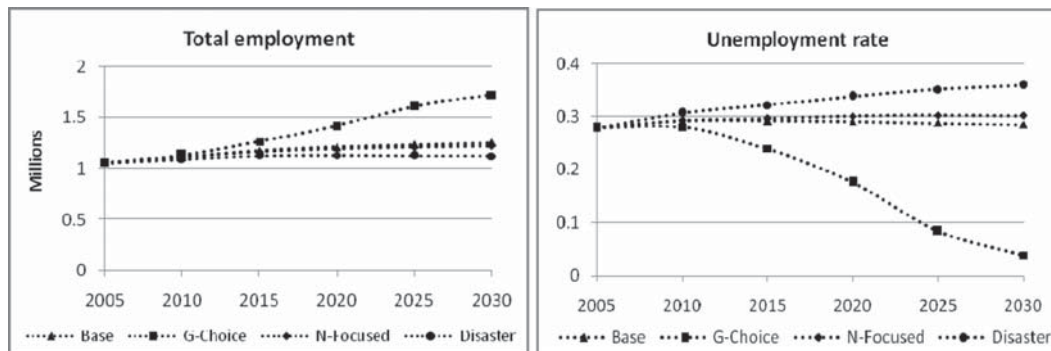 Total employment
2
1.5
1
0.5
0
Millions
2005 2010 2015 2020 2025 2030
Base G-Choice N-Focused Disaster
Unemployment rate
0.4
0.3
0.2
0.1
0
2005 2010 2015 2020 2025 2030
Base G-Choice N-Focused Disaster